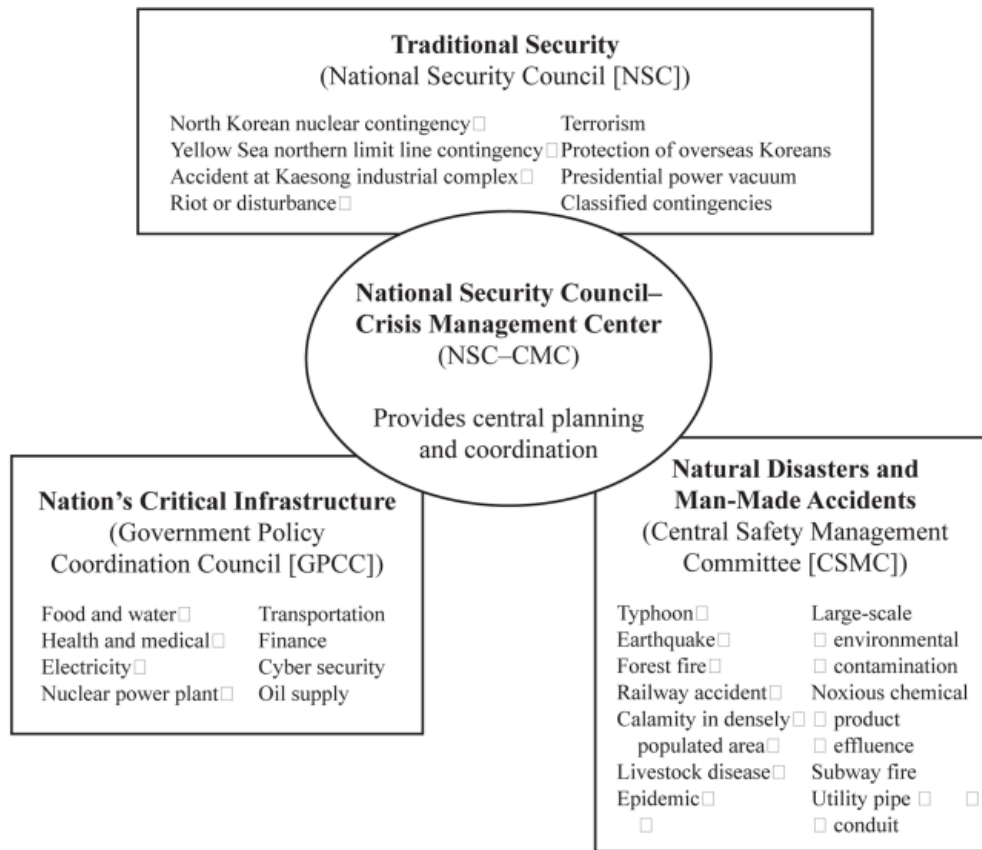 Traditional Security
(National Security Council [NSC])
North Korean nuclear contingency
Yellow Sea northern limit line contingency
Accident at Kaesong industrial complex
Riot or disturbance
Terrorism
Protection of overseas Koreans
Presidential power vacuum
Classified contingencies
National Security Council–
Crisis Management Center
(NSC–CMC)
Provides central planning
and coordination
Nation’s Critical Infrastructure
(Government Policy
Coordination Council [GPCC])
Food and water
Health and medical
Electricity
Nuclear power plant
Transportation
Finance
Cyber security
Oil supply
Natural Disasters and
Man-Made Accidents
(Central Safety Management
Committee [CSMC])
Typhoon
Earthquake
Forest fire
Railway accident
Calamity in densely
populated area
Livestock disease
Epidemic
Large-scale
environmental
contamination
Noxious chemical
product
effluence
Subway fire
Utility pipe
conduit